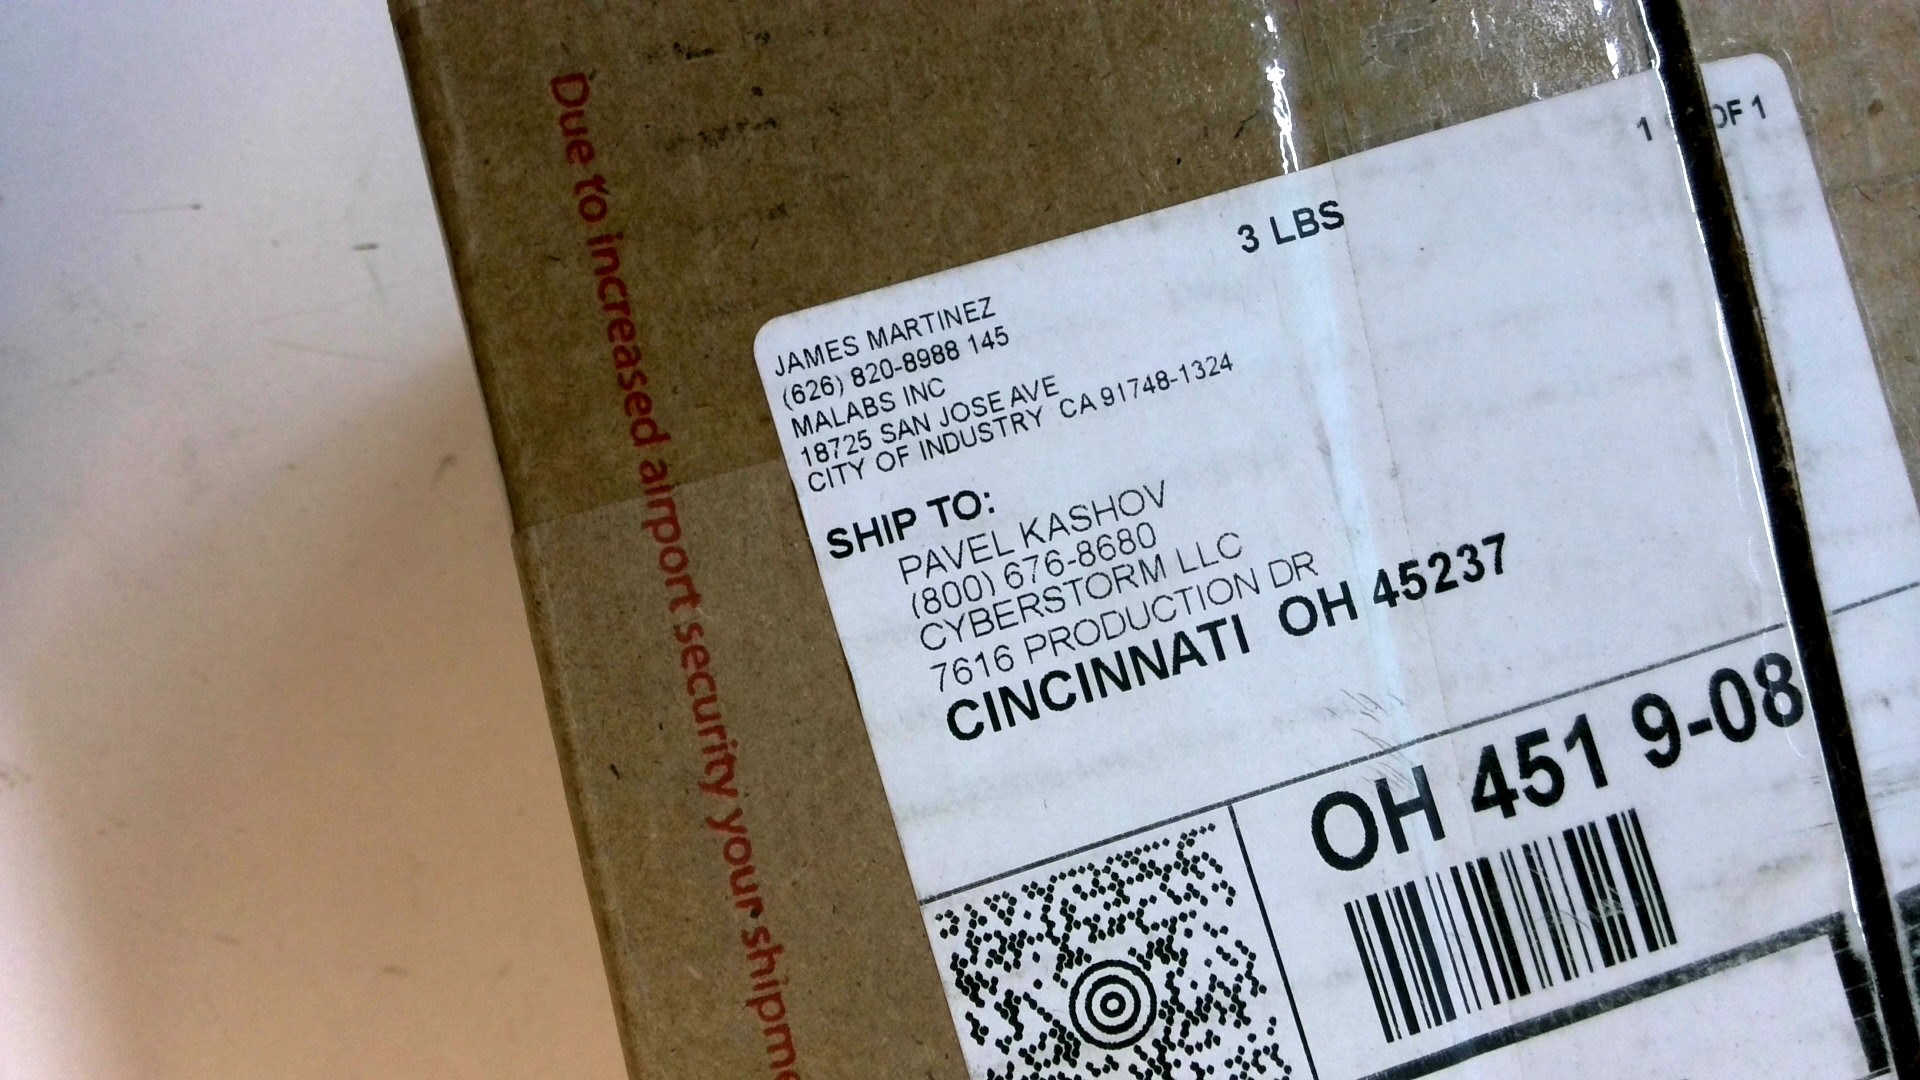 Due to increased airport security your shipme
1 OF 1
3 LBS
JAMES MARTINEZ
(626) 820-8988 145
MALABS INC
18725 SAN JOSE AVE
CITY OF INDUSTRY CA 91748-1324
SHIP TO:
PAVEL KASHOV
(800) 676-8680
CYBERSTORM LLC
7616 PRODUCTION DR
CINCINNATI OH 45237
OH 451 9-08